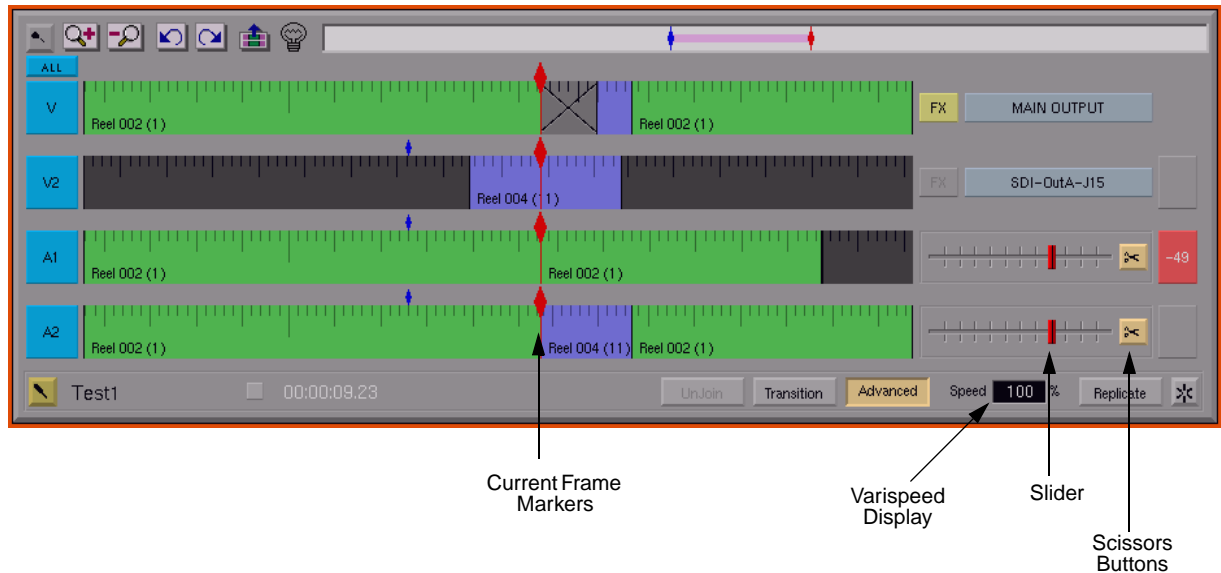 ALL
V
Reel 002 (1)
Reel 002 (1)
FX
MAIN OUTPUT
V2
Reel 004 (11)
FX
SDI-OutA-J15
A1
Reel 002 (1)
Reel 002 (1)
-49
A2
Reel 002 (1)
Reel 004 (11)
Reel 002 (1)
Test1
00:00:09.23
UnJoin
Transition
Advanced
Speed
100
%
Replicate
Current Frame
Markers
Varispeed
Display
Slider
Scissors
Buttons